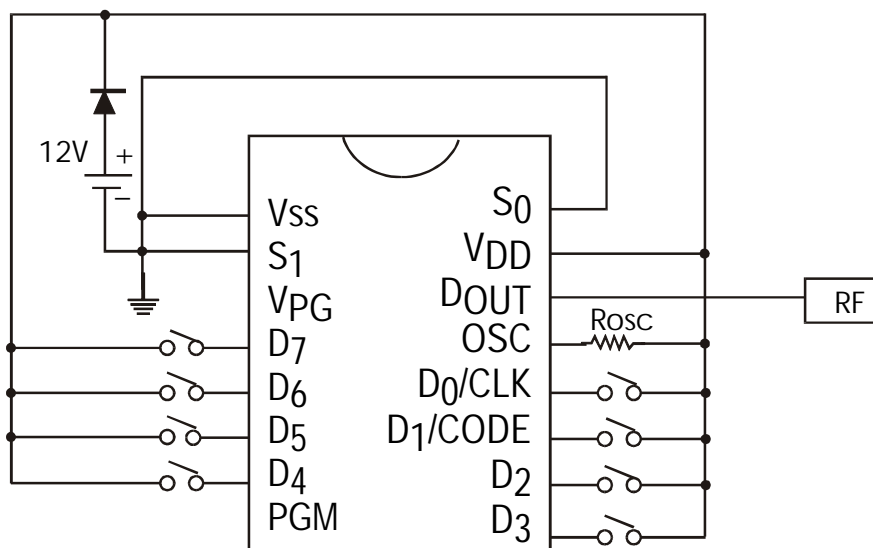 12V
+
−
VSS
S1
VPG
D7
D6
D5
D4
PGM
S0
VDD
DOUT
OSC
D0/CLK
D1/CODE
D2
D3
ROSC
RF